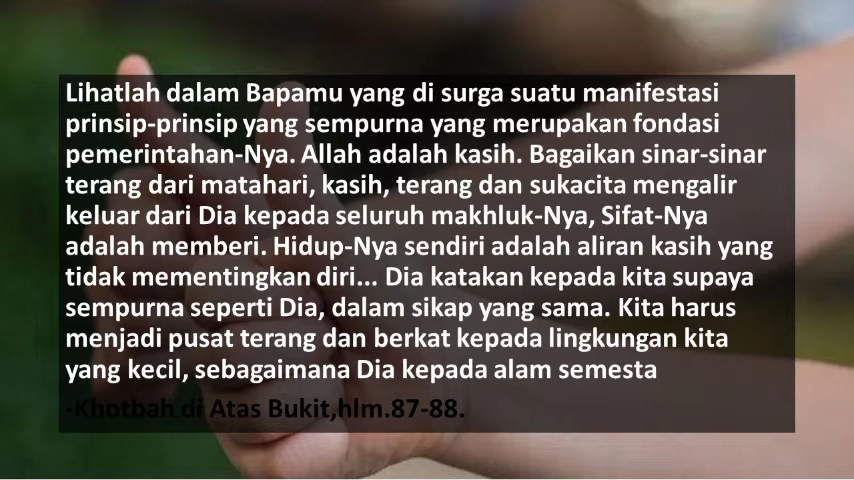 Lihatlah dalam Bapamu yang di surga suatu manifestasi
prinsip-prinsip yang sempurna yang merupakan fondasi
pemerintahan-Nya. Allah adalah kasih. Bagaikan sinar-sinar
terang dari matahari, kasih, terang dan sukacita mengalir
keluar dari Dia kepada seluruh makhluk-Nya, Sifat-Nya
adalah memberi. Hidup-Nya sendiri adalah aliran kasih yang
tidak mementingkan diri... Dia katakan kepada kita supaya
sempurna seperti Dia, dalam sikap yang sama. Kita harus
menjadi pusat terang dan berkat kepada lingkungan kita
yang kecil, sebagaimana Dia kepada alam semesta
-Khotbah di Atas Bukit,hlm.87-88.